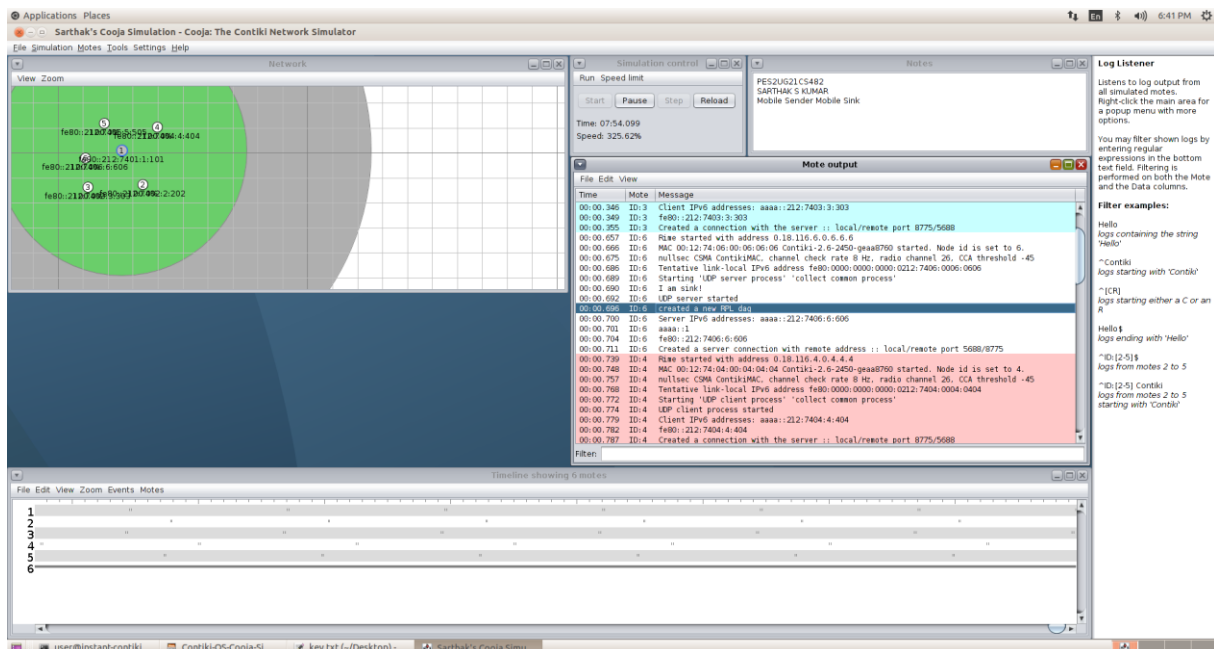 Applications Places
En
6:41 PM
Sarthak's Cooja Simulation - Cooja: The Contiki Network Simulator
File Simulation Motes Tools Settings Help
Network
View Zoom
5
4
1
6
3
2
fe80::212:7404:4:404
fe80::212:7401:1:101
fe80::212:7402:2:202
Simulation control
Run Speed limit
Start Pause Step Reload
Time: 07:54.099
Speed: 325.62%
Notes
PES2UG21CS482
SARTHAK S KUMAR
Mobile Sender Mobile Sink
Mote output
File Edit View
Time Mote Message
00:00.346 ID:3 Client IPv6 addresses: aaaa::212:7403:3:303
00:00.349 ID:3 fe80::212:7403:3:303
00:00.355 ID:3 Created a connection with the server :: local/remote port 8775/5688
00:00.657 ID:6 Rime started with address 0.18.116.6.0.6.6.6
00:00.666 ID:6 MAC 00:12:74:06:00:06:06:06 Contiki-2.6-2450-geaa8760 started. Node id is set to 6.
00:00.675 ID:6 nullsec CSMA ContikiMAC, channel check rate 8 Hz, radio channel 26, CCA threshold -45
00:00.686 ID:6 Tentative link-local IPv6 address fe80:0000:0000:0000:0212:7406:0006:0606
00:00.689 ID:6 Starting 'UDP server process' 'collect common process'
00:00.690 ID:6 I am sink!
00:00.692 ID:6 UDP server started
00:00.696 ID:6 created a new RPL dag
00:00.700 ID:6 Server IPv6 addresses: aaaa::212:7406:6:606
00:00.701 ID:6 aaaa::1
00:00.704 ID:6 fe80::212:7406:6:606
00:00.711 ID:6 Created a server connection with remote address :: local/remote port 5688/8775
00:00.739 ID:4 Rime started with address 0.18.116.4.0.4.4.4
00:00.748 ID:4 MAC 00:12:74:04:00:04:04:04 Contiki-2.6-2450-geaa8760 started. Node id is set to 4.
00:00.757 ID:4 nullsec CSMA ContikiMAC, channel check rate 8 Hz, radio channel 26, CCA threshold -45
00:00.768 ID:4 Tentative link-local IPv6 address fe80:0000:0000:0000:0212:7404:0004:0404
00:00.772 ID:4 Starting 'UDP client process' 'collect common process'
00:00.774 ID:4 UDP client process started
00:00.779 ID:4 Client IPv6 addresses: aaaa::212:7404:4:404
00:00.782 ID:4 fe80::212:7404:4:404
00:00.787 ID:4 Created a connection with the server :: local/remote port 8775/5688
Filter:
Log Listener
Listens to log output from
all simulated motes.
Right-click the main area for
a popup menu with more
options.
You may filter shown logs by
entering regular
expressions in the bottom
text field. Filtering is
performed on both the Mote
and the Data columns.
Filter examples:
Hello
logs containing the string
'Hello'
^Contiki
logs starting with 'Contiki'
^[CR]
logs starting either a C or an
R
Hello$
logs ending with 'Hello'
^ID:[2-5]$
logs from motes 2 to 5
^ID:[2-5] Contiki
logs from motes 2 to 5
starting with 'Contiki'
Timeline showing 6 motes
File Edit View Zoom Events Motes
1
2
3
4
5
6
user@instant-contiki
Contiki-OS-Cooja-Si...
key.txt (~/Desktop) -
Sarthak's Cooja Simu...